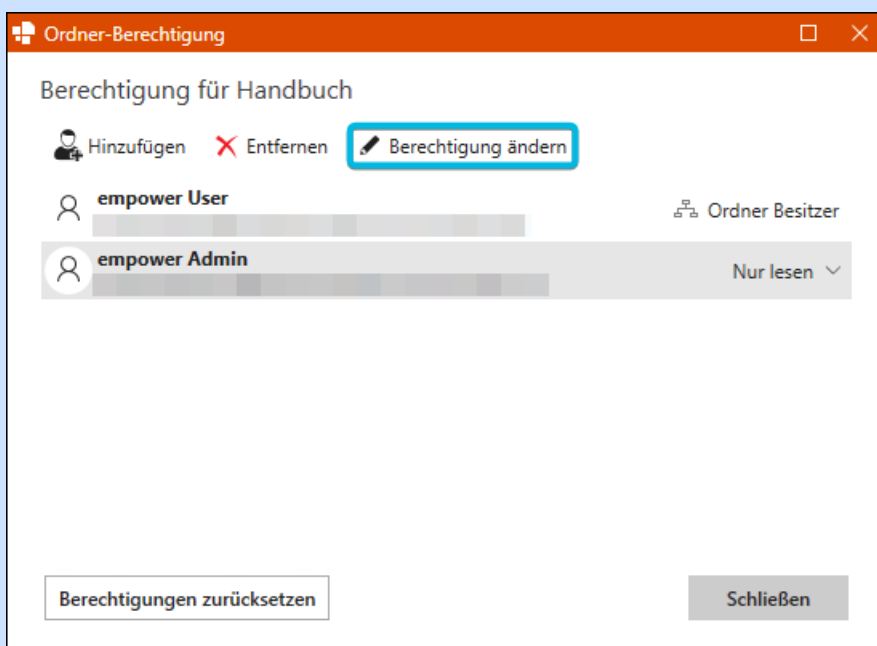 Ordner-Berechtigung
Berechtigung für Handbuch
Hinzufügen Entfernen Berechtigung ändern
empower User
Ordner Besitzer
empower Admin
Nur lesen
Berechtigungen zurücksetzen Schließen